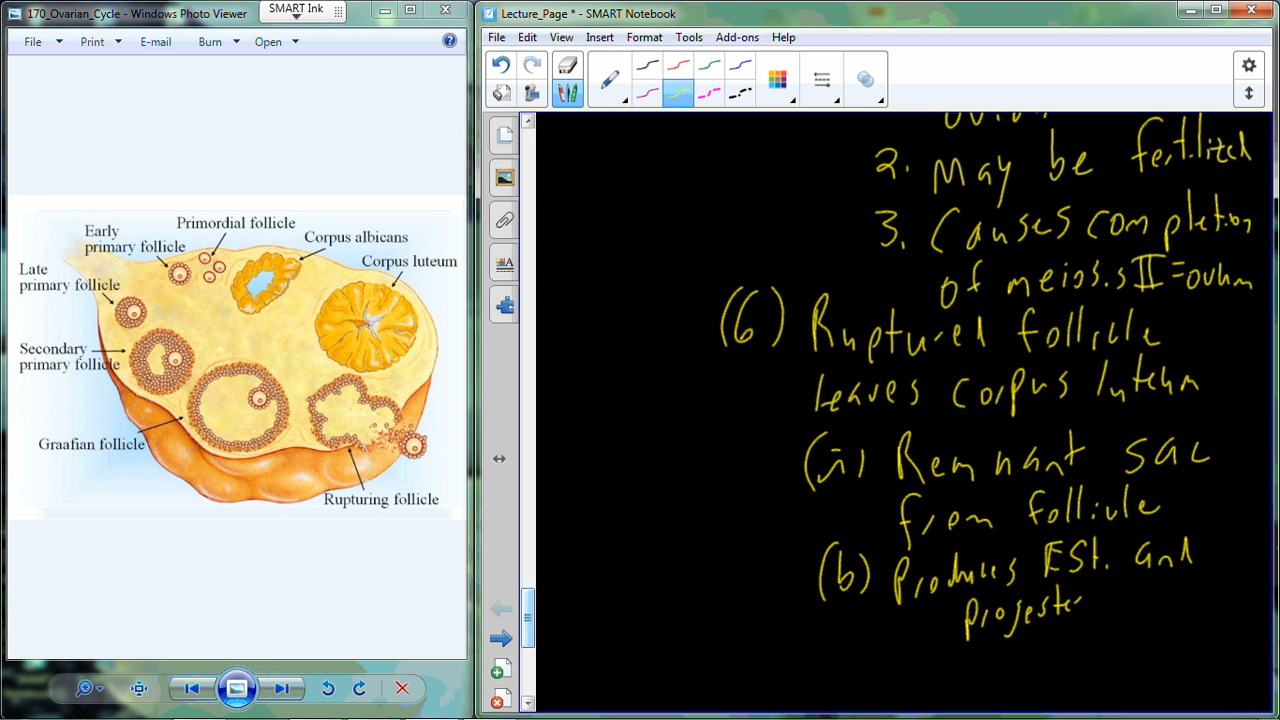 170_Ovarian_Cycle - Windows Photo Viewer
SMART Ink
File Print E-mail Burn Open
Primordial follicle
Early
primary follicle
Corpus albicans
Corpus luteum
Late
primary follicle
Secondary
primary follicle
Graafian follicle
Rupturing follicle
Lecture_Page * - SMART Notebook
File Edit View Insert Format Tools Add-ons Help
2. May be fertilized
3. Causes completion
of meiosis II = ovum
(6) Ruptured follicle
leaves corpus luteum
(a) Remnant sac
from follicle
(b) Produces Est. and
progester